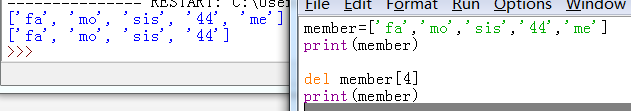 =============== RESTART: C:\User
['fa', 'mo', 'sis', '44', 'me']
['fa', 'mo', 'sis', '44']
>>>
File Edit Format Run Options Window
member=['fa','mo','sis','44','me']
print(member)
del member[4]
print(member)